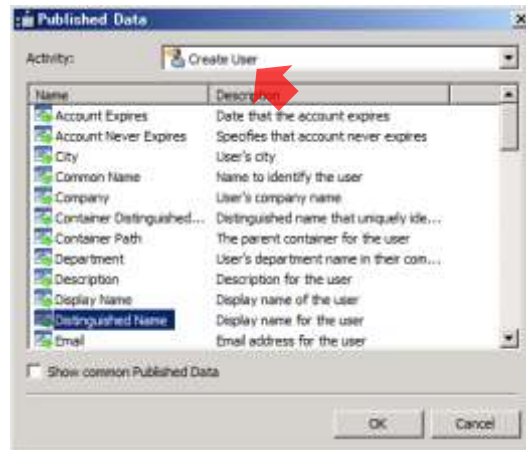 Published Data
Activity: Create User
Name Description
Account Expires Date that the account expires
Account Never Expires Specifies that account never expires
City User's city
Common Name Name to identify the user
Company User's company name
Container Distinguished... Distinguished name that uniquely ide...
Container Path The parent container for the user
Department User's department name in their com...
Description Description for the user
Display Name Display name of the user
Distinguished Name Display name for the user
Email Email address for the user
Show common Published Data
OK Cancel